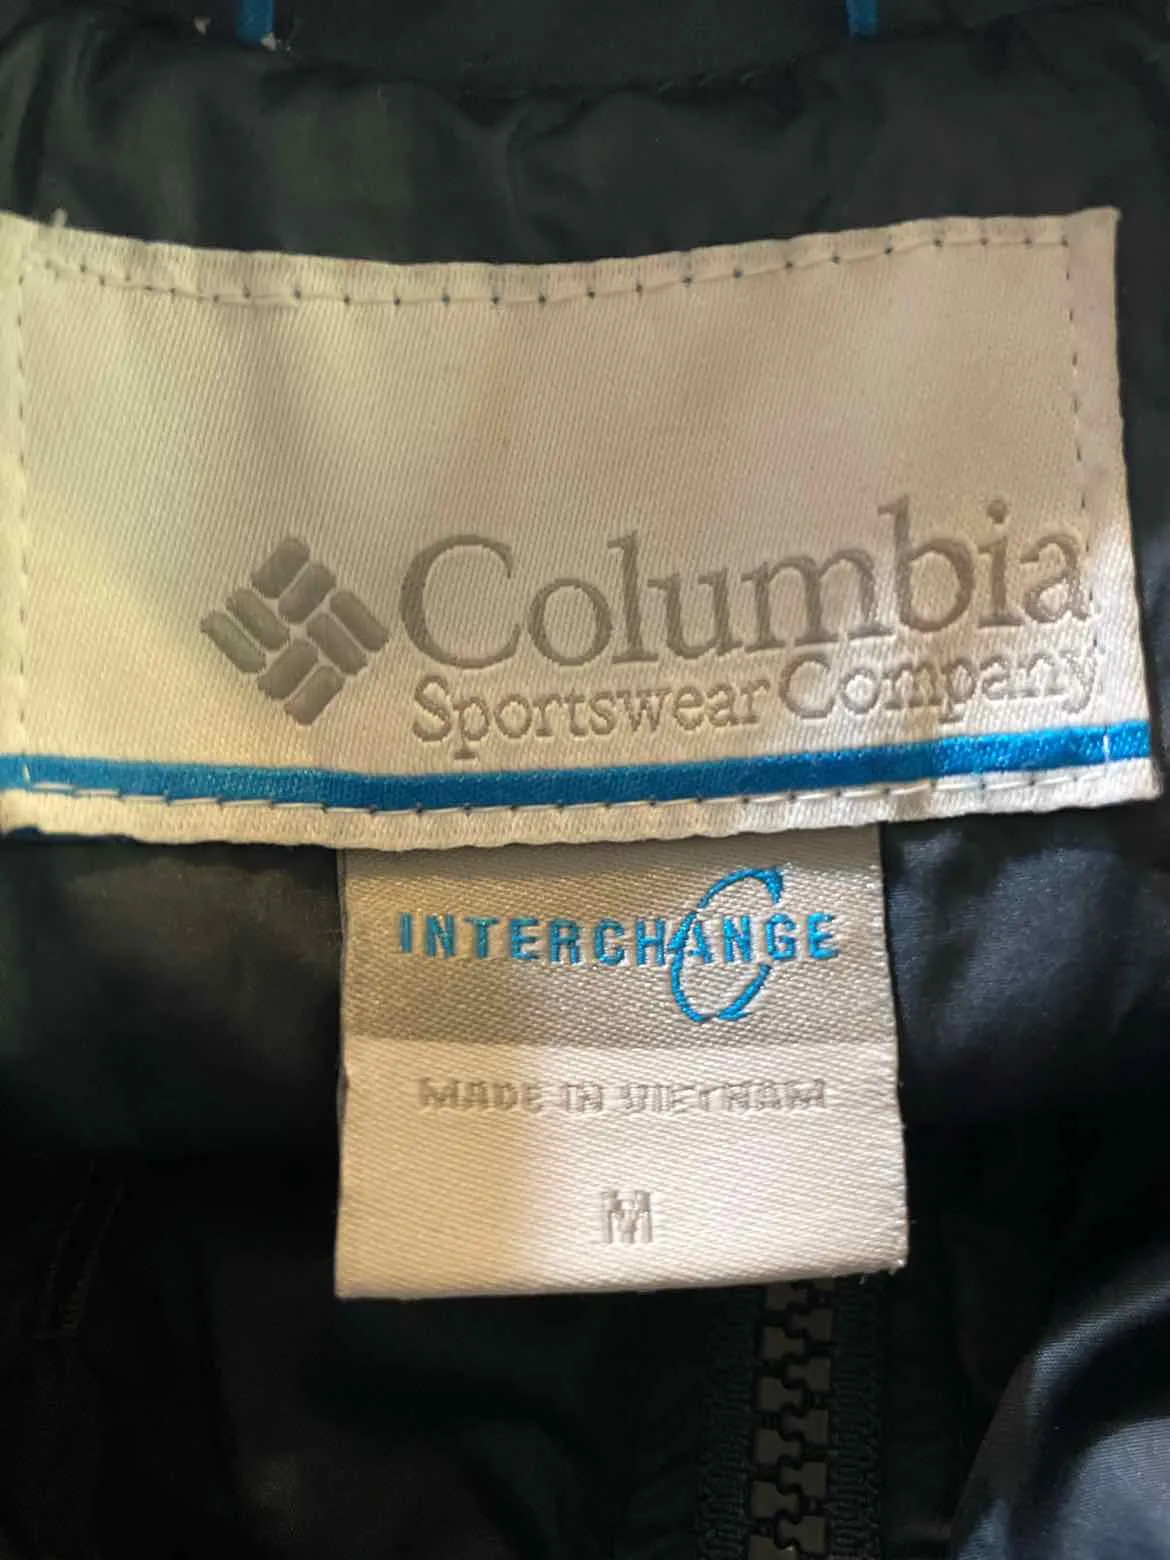 Columbia
Sportswear Company
INTERCHANGE
MADE IN VIETNAM
M